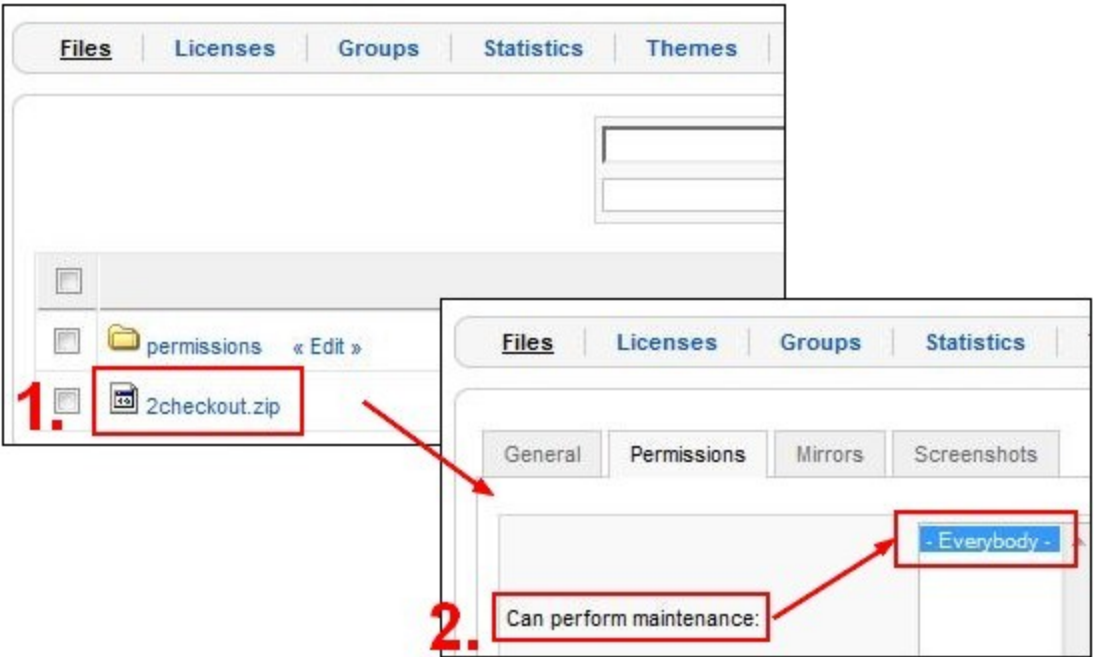 Files Licenses Groups Statistics Themes
permissions « Edit »
1. 2checkout.zip
Files Licenses Groups Statistics
General Permissions Mirrors Screenshots
- Everybody -
2. Can perform maintenance: